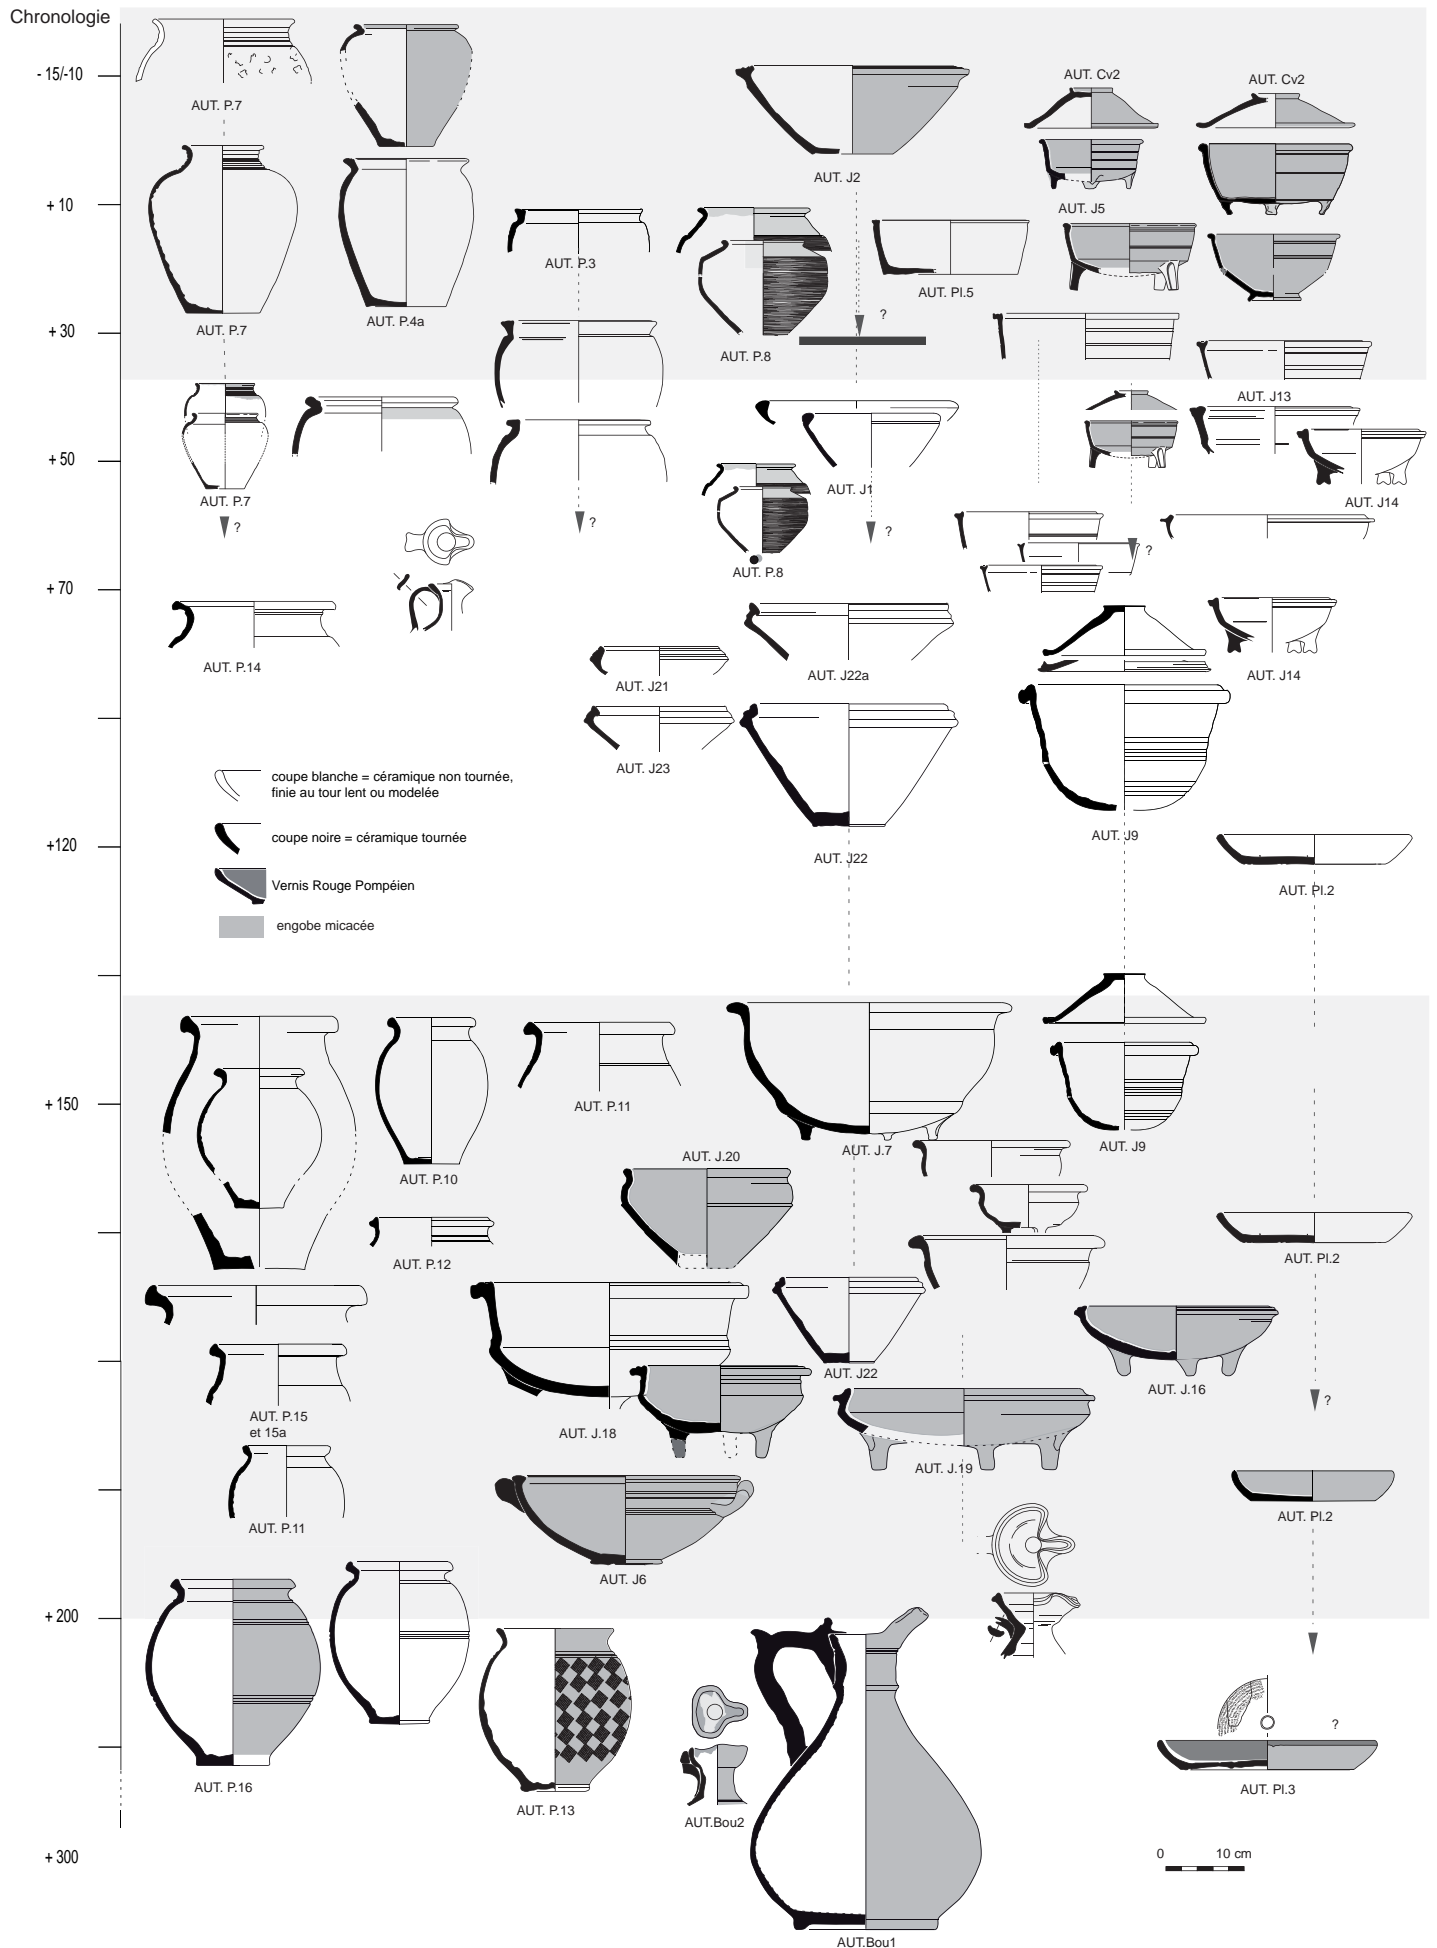 Chronologie
- 15/-10
+ 10
+ 30
+ 50
+ 70
+120
+ 150
+ 200
+ 300
AUT. P.7
AUT. J2
AUT. Cv2
AUT. Cv2
AUT. J5
AUT. P.3
AUT. Pl.5
AUT. P.7
AUT. P.4a
?
AUT. P.8
AUT. J13
AUT. P.7
?
?
AUT. J1
?
AUT. J14
AUT. P.8
?
AUT. P.14
AUT. J21
AUT. J22a
AUT. J14
AUT. J23
AUT. J22
AUT. J9
AUT. Pl.2
coupe blanche = céramique non tournée,
finie au tour lent ou modelée
coupe noire = céramique tournée
Vernis Rouge Pompéien
engobe micacée
AUT. P.11
AUT. J.7
AUT. J9
AUT. P.10
AUT. J.20
AUT. P.12
AUT. Pl.2
AUT. J22
AUT. J.16
AUT. P.15
et 15a
AUT. J.18
?
AUT. J.19
AUT. P.11
AUT. Pl.2
AUT. J6
AUT. P.16
AUT. P.13
AUT.Bou2
?
AUT. Pl.3
0 10 cm
AUT.Bou1